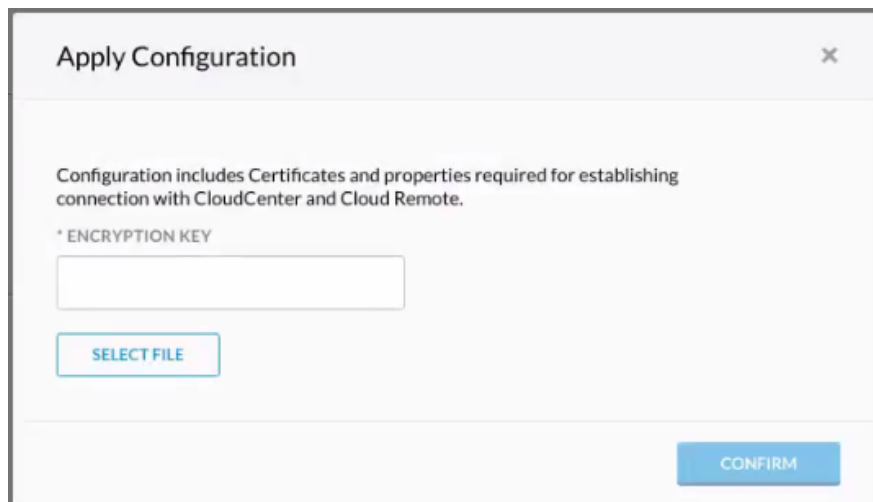 Apply Configuration
Configuration includes Certificates and properties required for establishing
connection with CloudCenter and Cloud Remote.
* ENCRYPTION KEY
SELECT FILE
CONFIRM